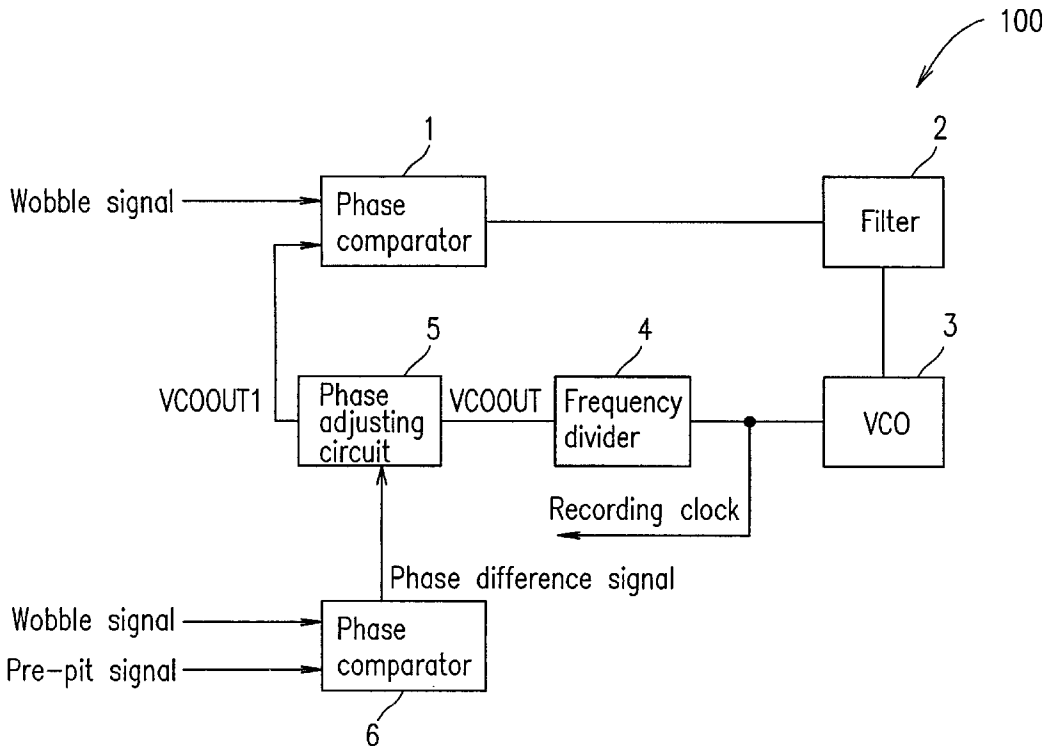 100
1
2
Wobble signal
Phase
comparator
Filter
5
4
3
VCOOUT1
Phase
adjusting
circuit
VCOOUT
Frequency
divider
VCO
Recording clock
Phase difference signal
Wobble signal
Pre-pit signal
Phase
comparator
6